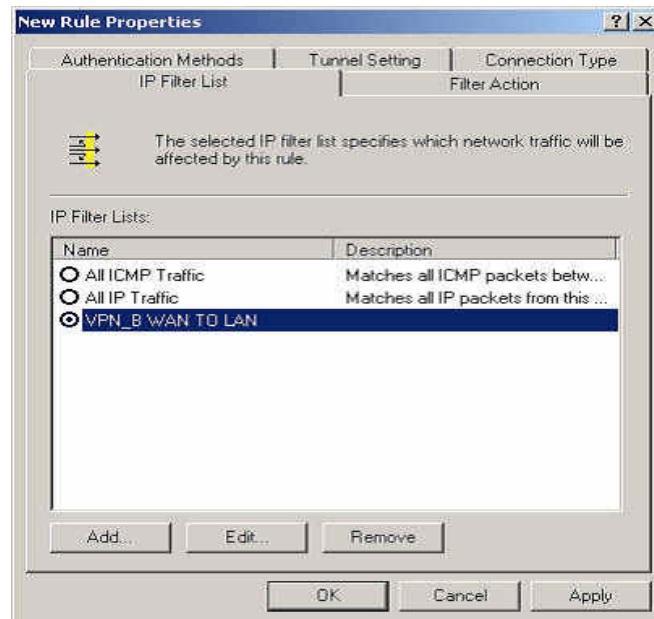 New Rule Properties
Authentication Methods
Tunnel Setting
Connection Type
IP Filter List
Filter Action
The selected IP filter list specifies which network traffic will be
affected by this rule.
IP Filter Lists:
Name Description
All ICMP Traffic Matches all ICMP packets betw...
All IP Traffic Matches all IP packets from this ...
VPN_B WAN TO LAN
Add... Edit... Remove
OK Cancel Apply